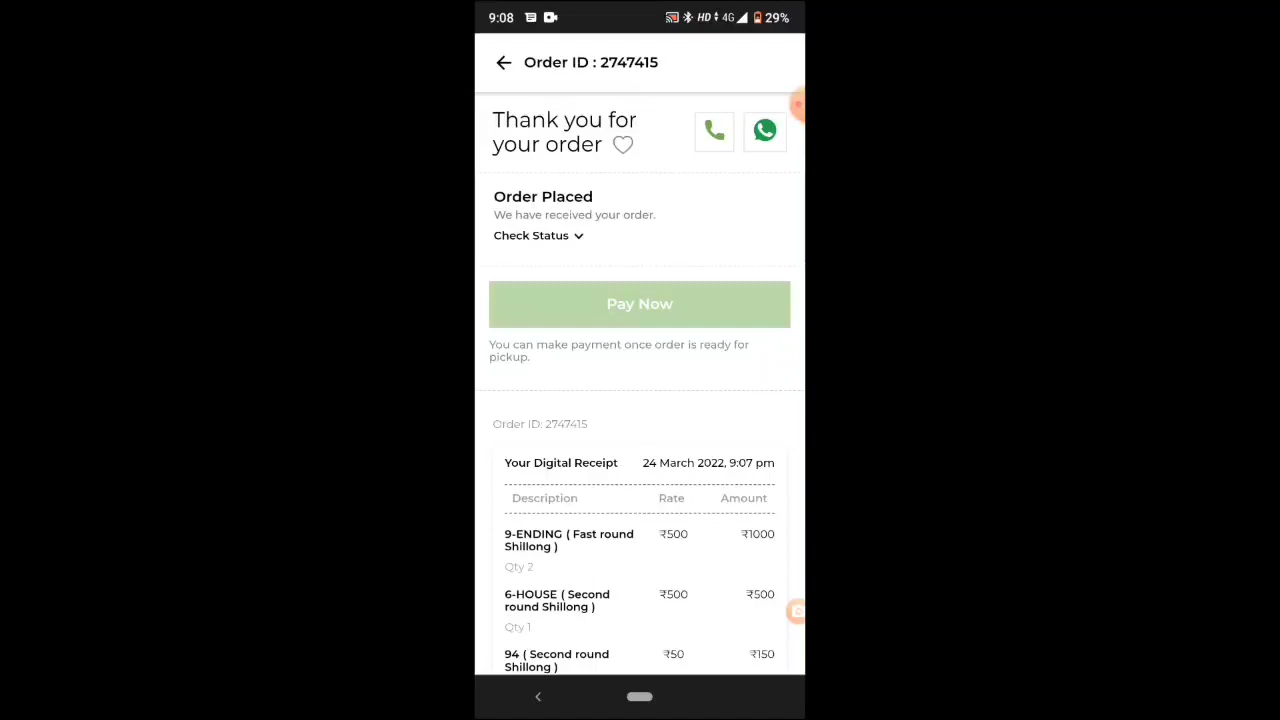 9:08 HD 4G 29%
Order ID : 2747415
Thank you for
your order
Order Placed
We have received your order.
Check Status
Pay Now
You can make payment once order is ready for
pickup.
Order ID: 2747415
Your Digital Receipt 24 March 2022, 9:07 pm
Description Rate Amount
9-ENDING ( Fast round ₹500 ₹1000
Shillong )
Qty 2
6-HOUSE ( Second ₹500 ₹500
round Shillong )
Qty 1
94 ( Second round ₹50 ₹150
Shillong )